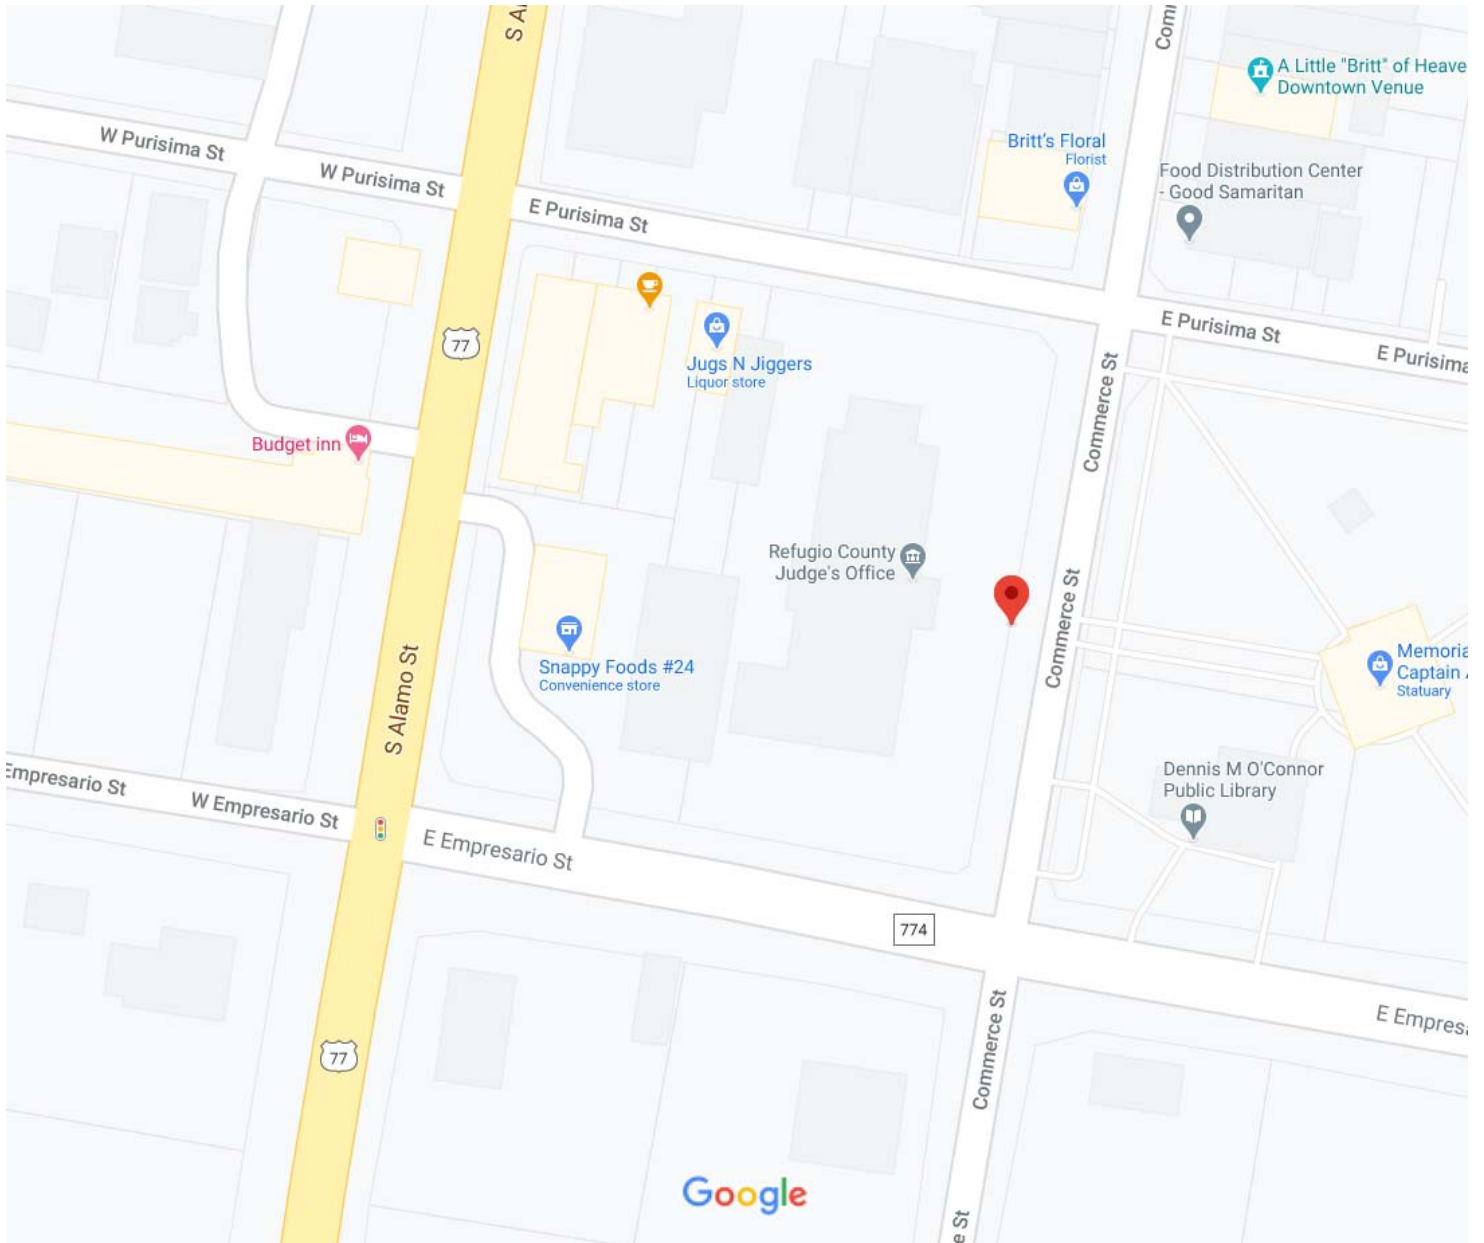 S Al
Comr
A Little "Britt" of Heave
Downtown Venue
W Purisima St
Britt's Floral
Florist
Food Distribution Center
- Good Samaritan
W Purisima St
E Purisima St
E Purisima St
E Purisima
77
Jugs N Jiggers
Liquor store
Commerce St
Budget inn
Refugio County
Judge's Office
Commerce St
Snappy Foods #24
Convenience store
Memoria
Captain
Statuary
S Alamo St
Dennis M O'Connor
Public Library
Empresario St
W Empresario St
E Empresario St
774
E Empres
Commerce St
77
Google
e St